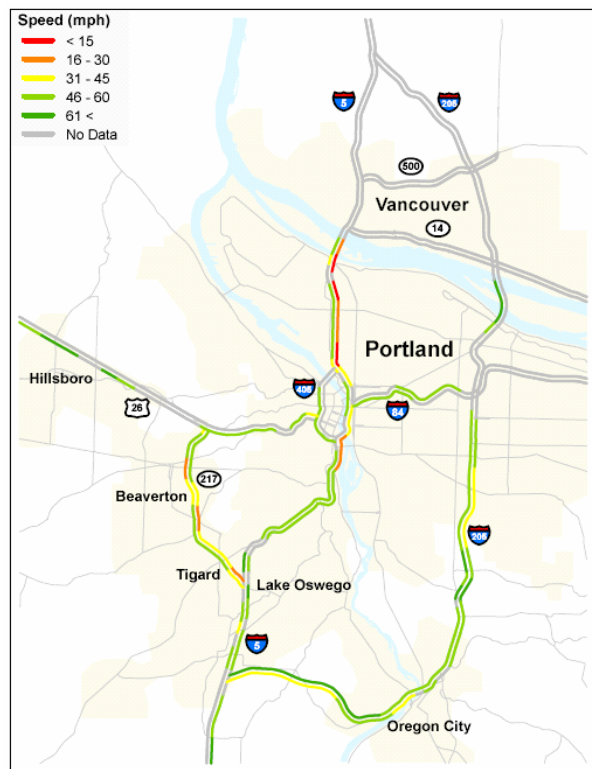 Speed (mph)
< 15
16 - 30
31 - 45
46 - 60
61 <
No Data
5
205
500
Vancouver
14
Portland
Hillsboro
405
26
84
217
Beaverton
205
Tigard
Lake Oswego
5
Oregon City